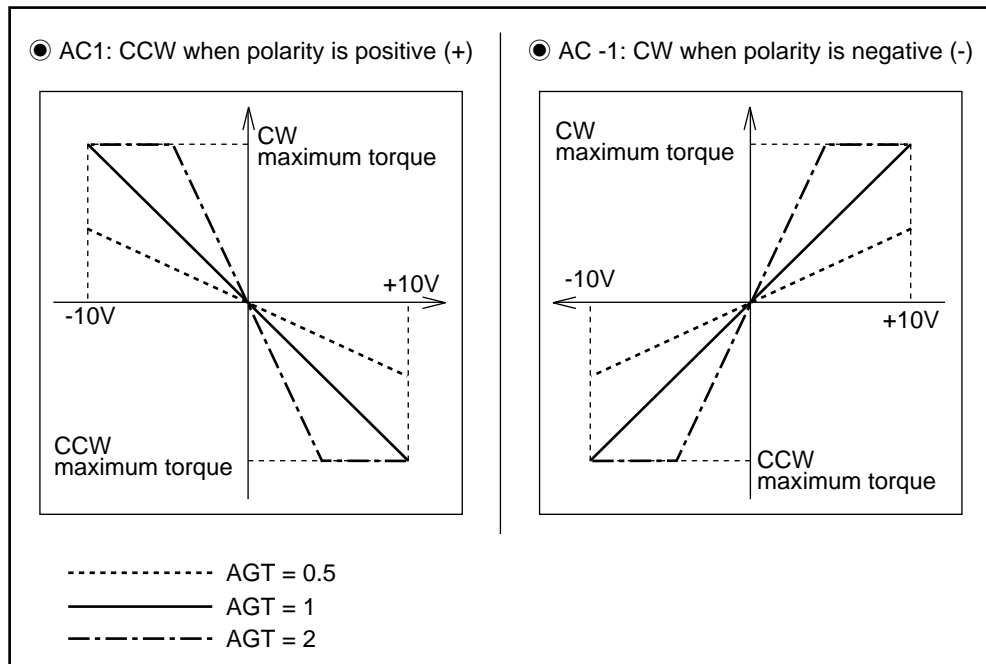 AC1: CCW when polarity is positive (+)
CW
maximum torque
+10V
-10V
CCW
maximum torque
AC -1: CW when polarity is negative (-)
CW
maximum torque
-10V
+10V
CCW
maximum torque
AGT = 0.5
AGT = 1
AGT = 2